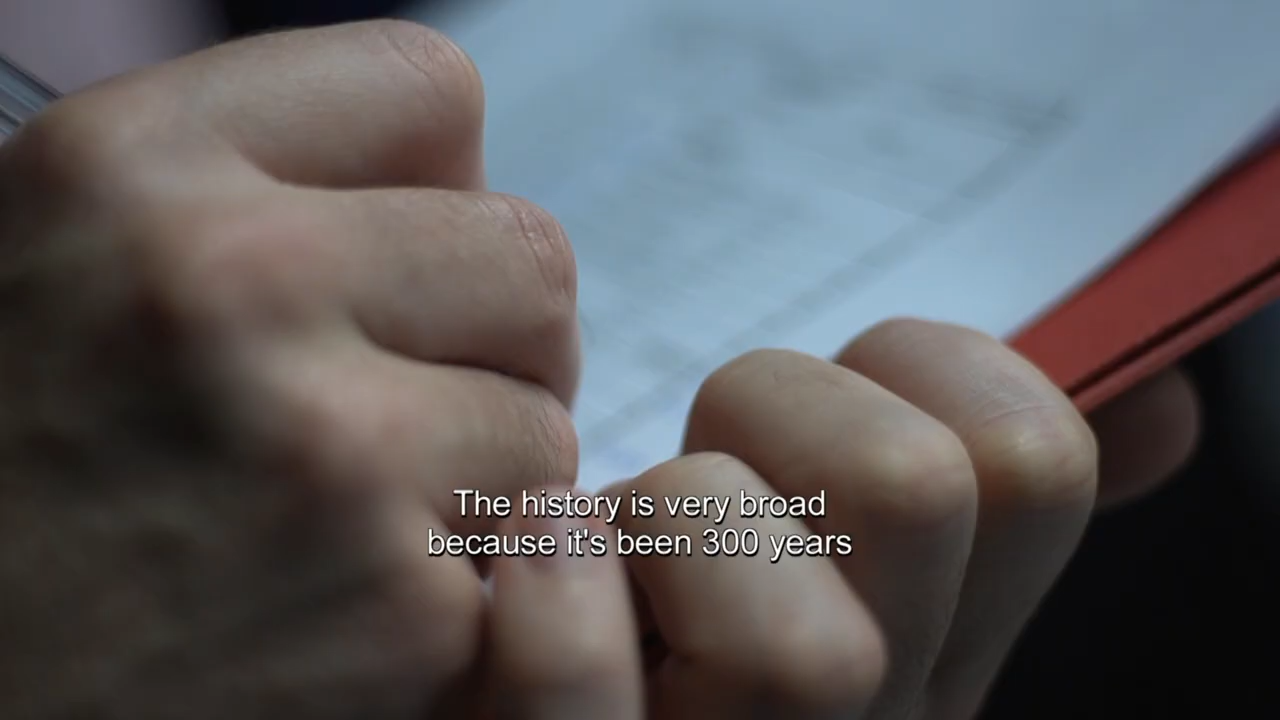 The history is very broad
because it's been 300 years